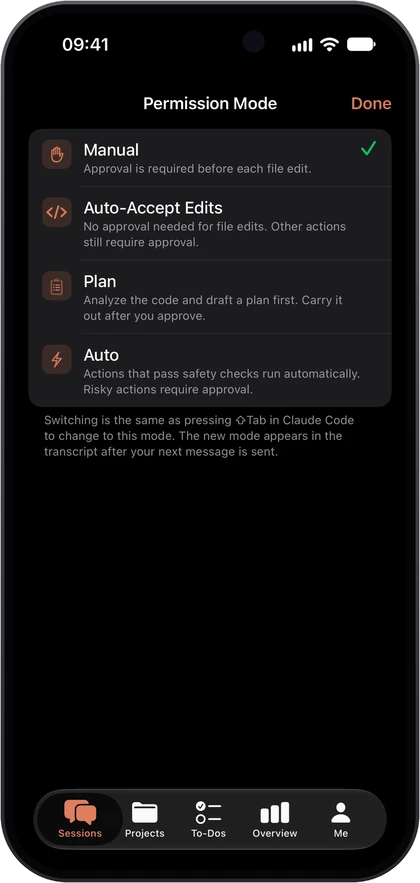 09:41
Permission Mode
Done
Manual
Approval is required before each file edit.
Auto-Accept Edits
No approval needed for file edits. Other actions
still require approval.
Plan
Analyze the code and draft a plan first. Carry it
out after you approve.
Auto
Actions that pass safety checks run automatically.
Risky actions require approval.
Switching is the same as pressing ⇧Tab in Claude Code
to change to this mode. The new mode appears in the
transcript after your next message is sent.
Sessions
Projects
To-Dos
Overview
Me